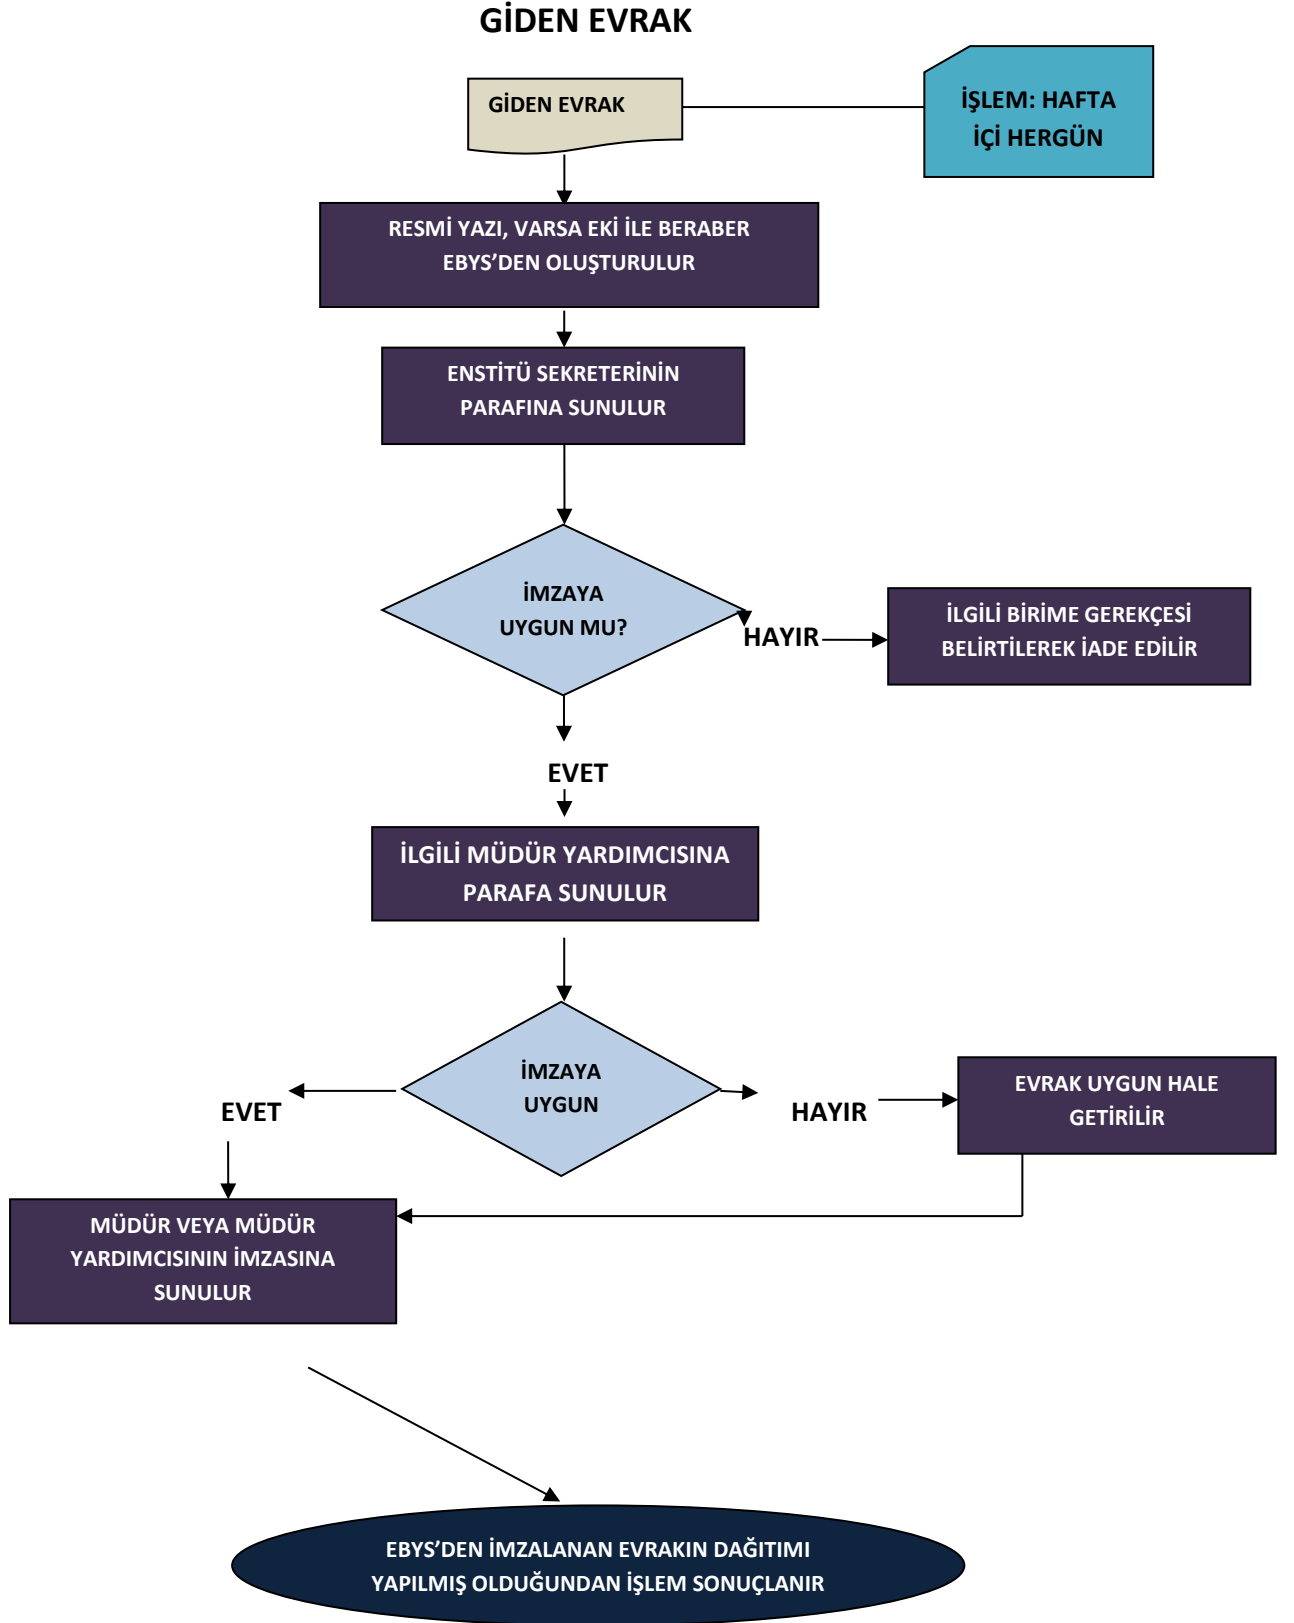 GİDEN EVRAK
GİDEN EVRAK
İŞLEM: HAFTA
İÇİ HERGÜN
RESMİ YAZI, VARSA EKİ İLE BERABER
EBYS’DEN OLUŞTURULUR
ENSTİTÜ SEKRETERİNİN
PARAFINA SUNULUR
İMZAYA
UYGUN MU?
HAYIR
İLGİLİ BİRİME GEREKÇESİ
BELİRTİLEREK İADE EDİLİR
EVET
İLGİLİ MÜDÜR YARDIMCISINA
PARAFA SUNULUR
İMZAYA
UYGUN
EVET
HAYIR
EVRAK UYGUN HALE
GETİRİLİR
MÜDÜR VEYA MÜDÜR
YARDIMCISININ İMZASINA
SUNULUR
EBYS’DEN İMZALANAN EVRAKIN DAĞITIMI
YAPILMIŞ OLDUĞUNDAN İŞLEM SONUÇLANIR